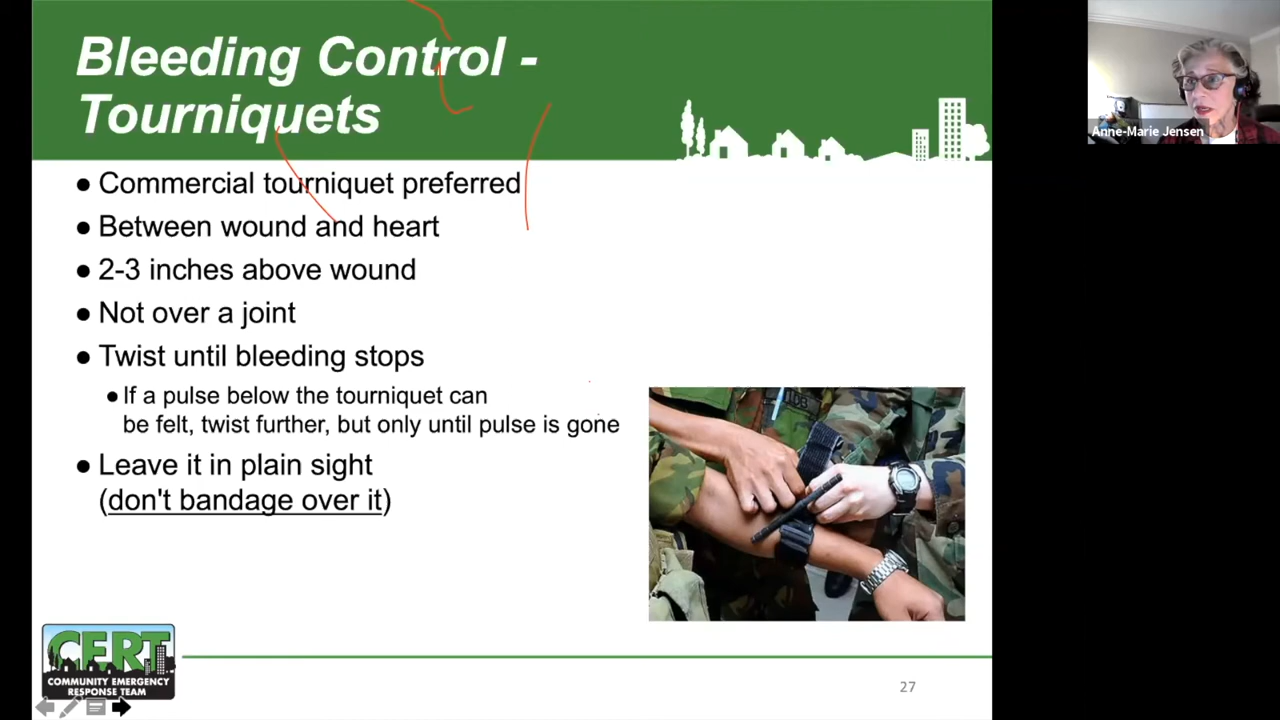 Bleeding Control -
Tourniquets
Anne-Marie Jensen
● Commercial tourniquet preferred
● Between wound and heart
● 2-3 inches above wound
● Not over a joint
● Twist until bleeding stops
● If a pulse below the tourniquet can
be felt, twist further, but only until pulse is gone
● Leave it in plain sight
(don't bandage over it)
CERT
COMMUNITY EMERGENCY
RESPONSE TEAM
27